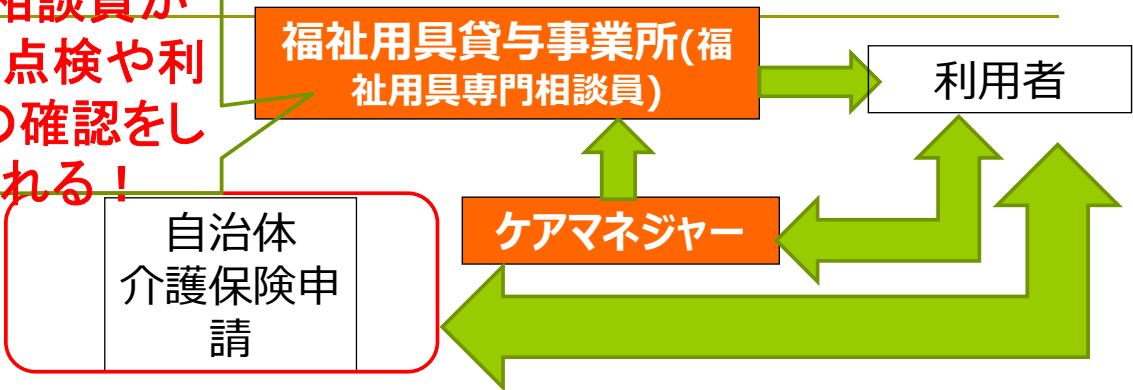 相談員が
点検や利
の確認をし
れる！
福祉用具貸与事業所(福
祉用具専門相談員)
利用者
ケアマネジャー
自治体
介護保険申
請